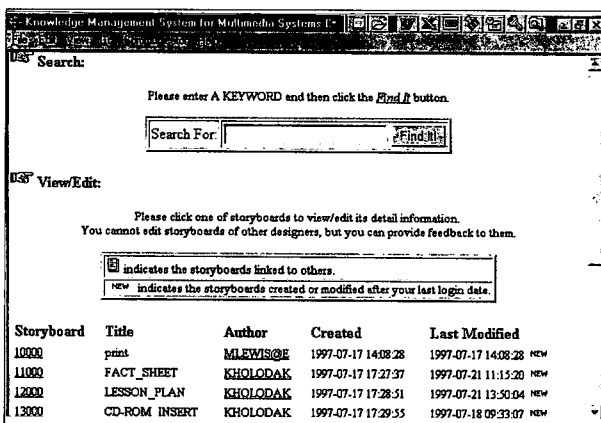 Knowledge Management System for Multimedia Systems
Search:
Please enter A KEYWORD and then click the Find It button.
Search For: Find It!
View/Edit:
Please click one of storyboards to view/edit its detail information.
You cannot edit storyboards of other designers, but you can provide feedback to them.
indicates the storyboards linked to others.
NEW indicates the storyboards created or modified after your last login date.
Storyboard Title Author Created Last Modified
10000 print MLEWIS@E 1997-07-17 14:08:28 1997-07-17 14:08:28 NEW
11000 FACT_SHEET KHOLODAK 1997-07-17 17:27:37 1997-07-21 11:15:20 NEW
12000 LESSON_PLAN KHOLODAK 1997-07-17 17:28:51 1997-07-21 13:50:04 NEW
13000 CD-ROM INSERT KHOLODAK 1997-07-17 17:29:55 1997-07-18 09:33:07 NEW